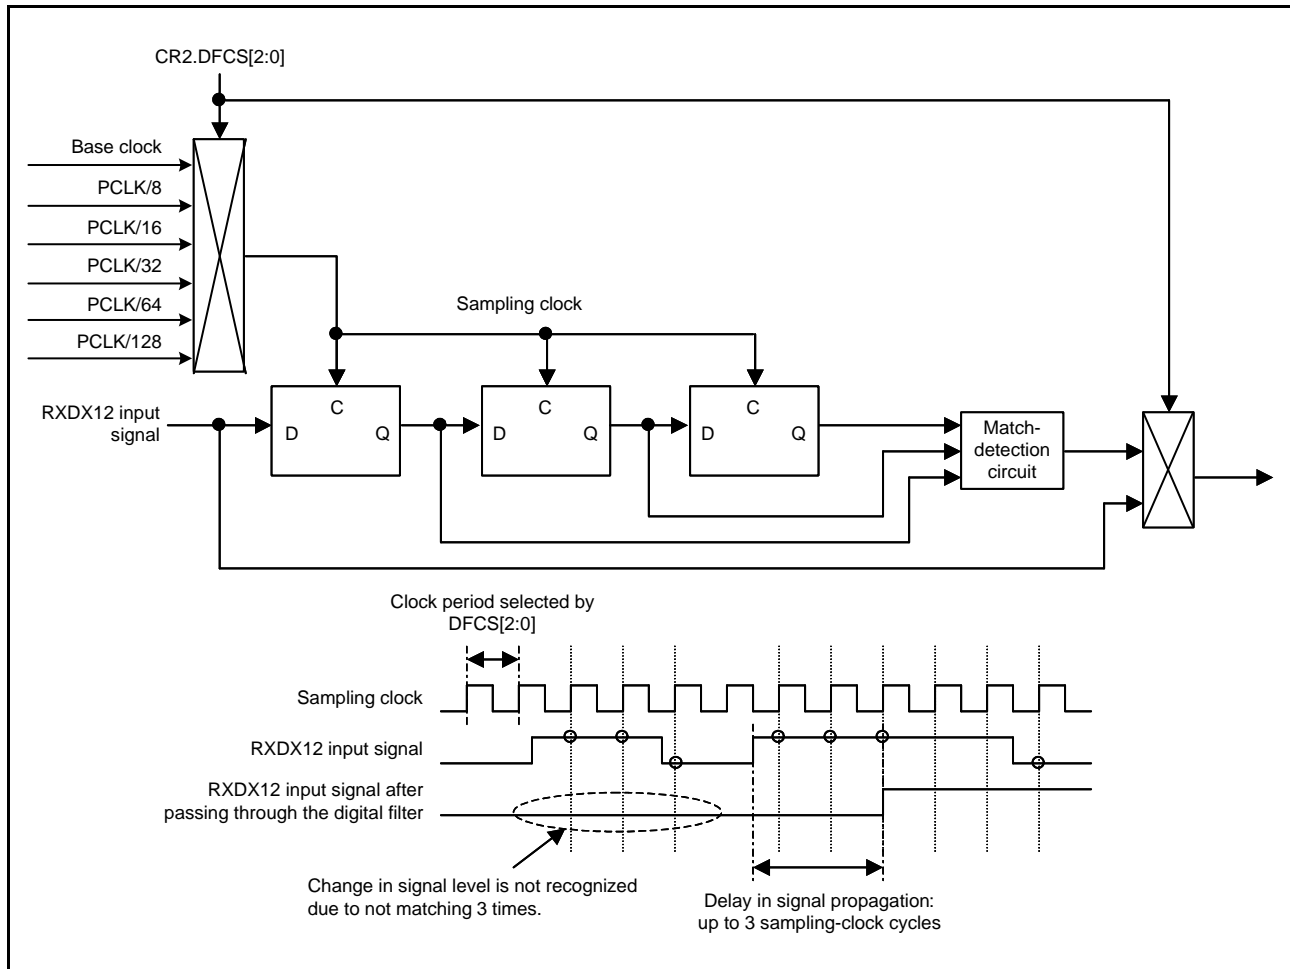 CR2.DFCS[2:0]
Base clock
PCLK/8
PCLK/16
PCLK/32
PCLK/64
PCLK/128
Sampling clock
RXDX12 input
signal
C
D
Q
C
D
Q
C
D
Q
Match-
detection
circuit
Clock period selected by
DFCS[2:0]
Sampling clock
RXDX12 input signal
RXDX12 input signal after
passing through the digital filter
Change in signal level is not recognized
due to not matching 3 times.
Delay in signal propagation:
up to 3 sampling-clock cycles